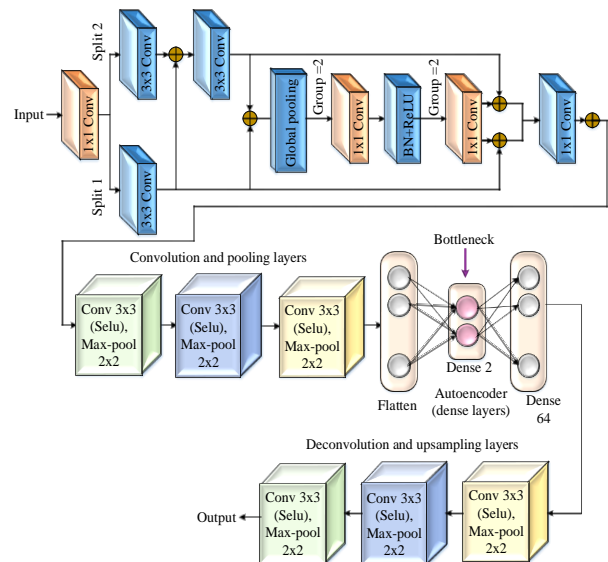 Split 2
3x3 Conv
3x3 Conv
Input
1x1 Conv
Split 1
3x3 Conv
Global pooling
Group =2
1x1 Conv
BN+ReLU
Group =2
1x1 Conv
1x1 Conv
Convolution and pooling layers
Bottleneck
Conv 3x3
(Selu),
Max-pool
2x2
Conv 3x3
(Selu),
Max-pool
2x2
Conv 3x3
(Selu),
Max-pool
2x2
Flatten
Dense 2
Autoencoder
(dense layers)
Dense
64
Deconvolution and upsampling layers
Output
Conv 3x3
(Selu),
Max-pool
2x2
Conv 3x3
(Selu),
Max-pool
2x2
Conv 3x3
(Selu),
Max-pool
2x2